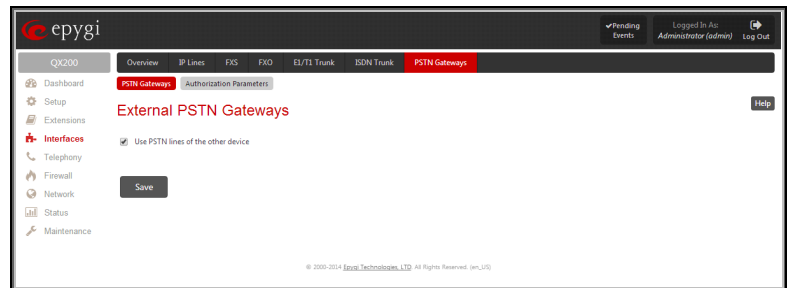 epygi
✔Pending Events
Logged In As: Administrator (admin)
Log Out
QX200
Overview IP Lines FXS FXO E1/T1 Trunk ISDN Trunk PSTN Gateways
Dashboard
Setup
Extensions
Interfaces
Telephony
Firewall
Network
Status
Maintenance
PSTN Gateways Authorization Parameters
External PSTN Gateways
Help
Use PSTN lines of the other device
Save
© 2000-2014 Epygi Technologies, LTD. All Rights Reserved. (en_US)